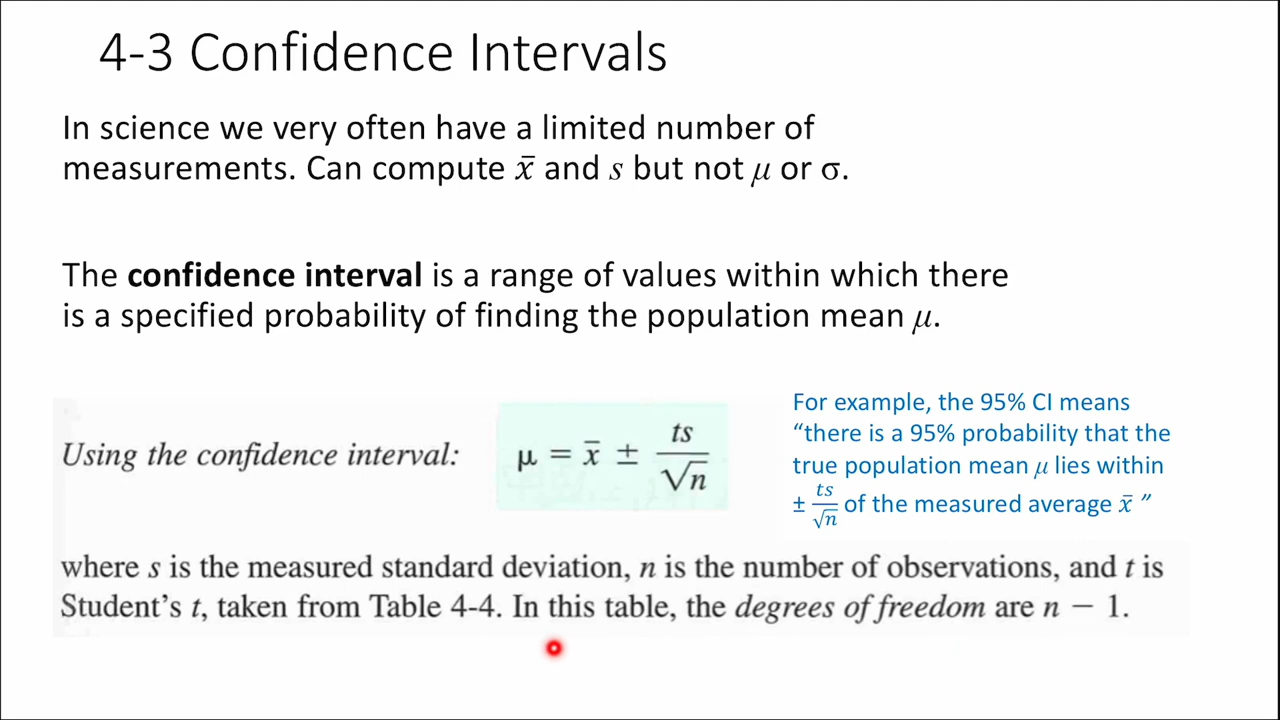 4-3 Confidence Intervals
In science we very often have a limited number of
measurements. Can compute x̄ and s but not μ or σ.
The confidence interval is a range of values within which there
is a specified probability of finding the population mean μ.
Using the confidence interval: μ = x̄ ± ts/√n
For example, the 95% CI means
“there is a 95% probability that the
true population mean μ lies within
± ts/√n of the measured average x̄ ”
where s is the measured standard deviation, n is the number of observations, and t is
Student’s t, taken from Table 4-4. In this table, the degrees of freedom are n − 1.